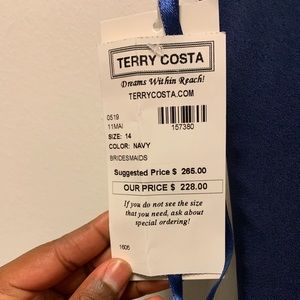 TERRY COSTA
Dreams Within Reach!
TERRYCOSTA.COM
0519
11MAI
157380
SIZE: 14
COLOR: NAVY
BRIDESMAIDS
Suggested Price $ 265.00
OUR PRICE $ 228.00
If you do not see the size
that you need, ask about
special ordering!
1605